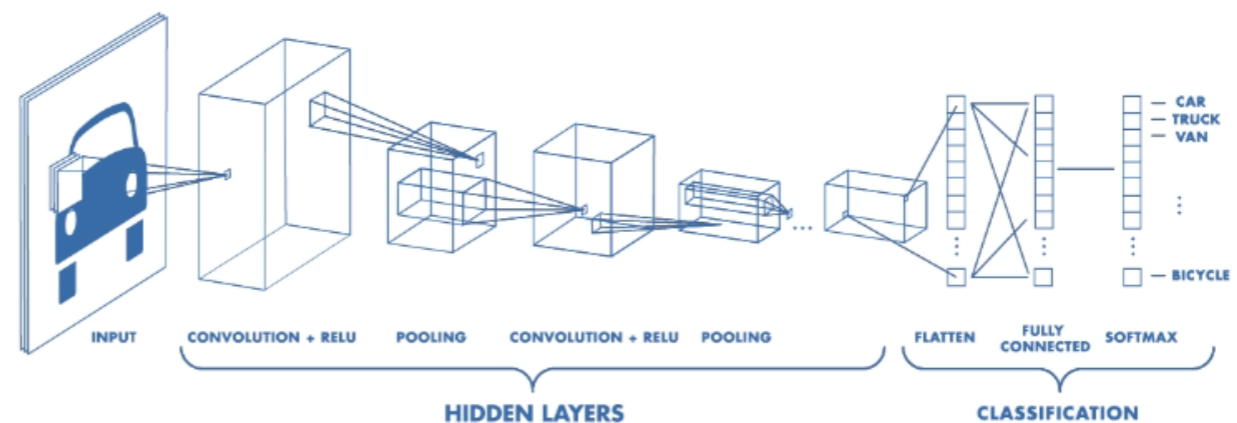 CAR
TRUCK
VAN
BICYCLE
INPUT
CONVOLUTION + RELU
POOLING
CONVOLUTION + RELU
POOLING
FLATTEN
FULLY
CONNECTED
SOFTMAX
HIDDEN LAYERS
CLASSIFICATION